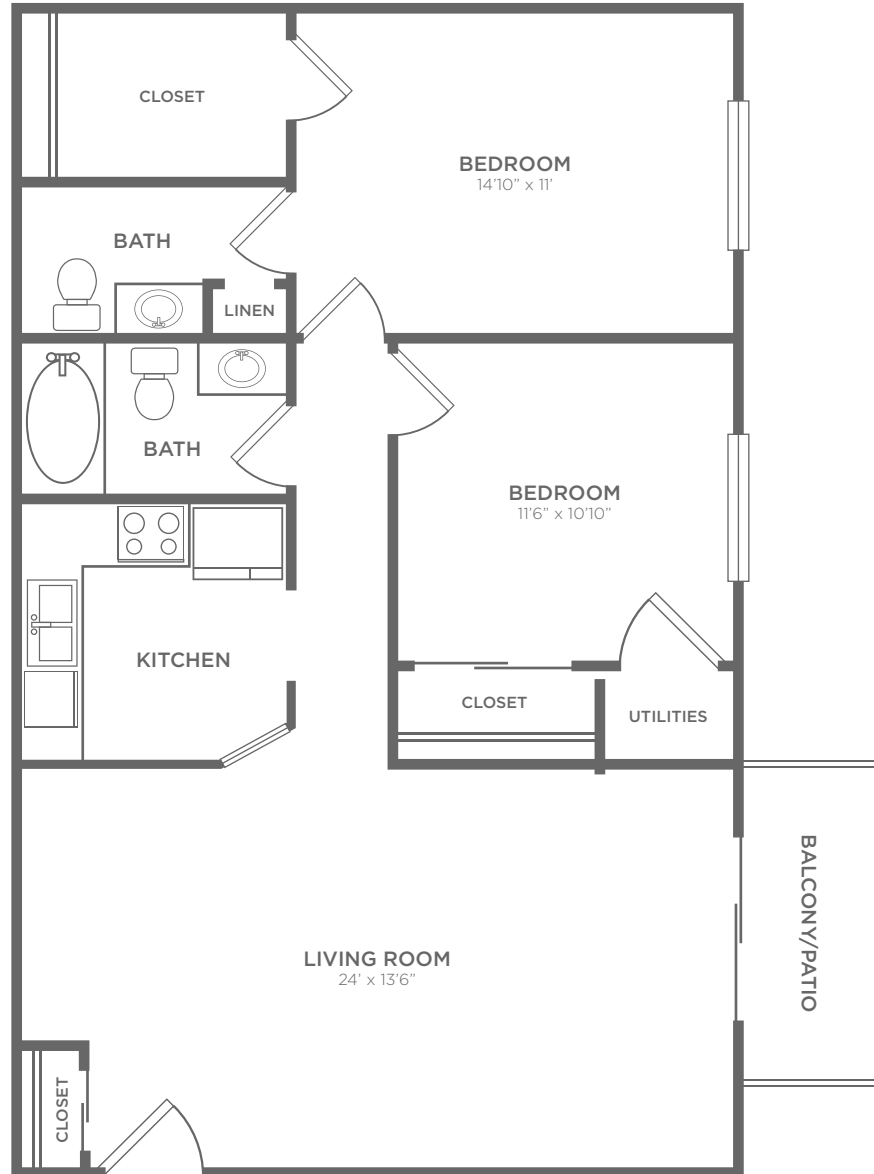 CLOSET
BEDROOM
14'10” x 11'
BATH
LINEN
BATH
BEDROOM
11'6” x 10'10”
KITCHEN
CLOSET
UTILITIES
BALCONY/PATIO
LIVING ROOM
24' x 13'6”
CLOSET